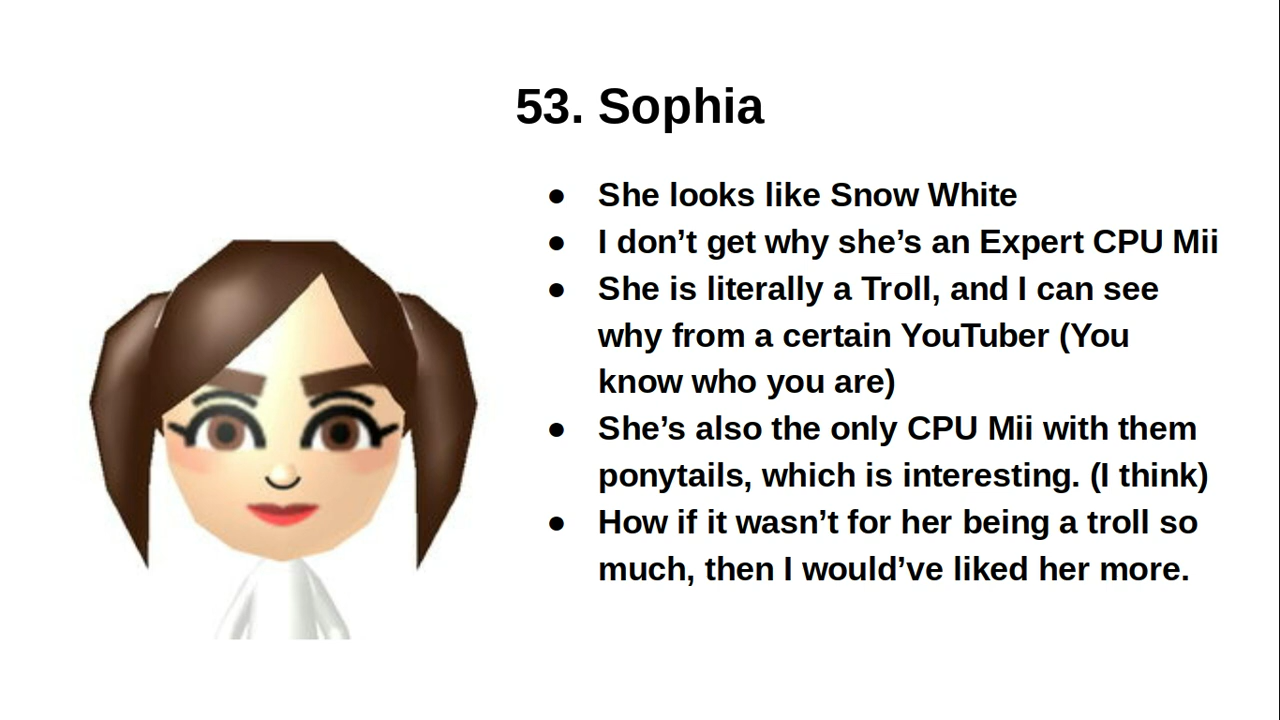 53. Sophia
● She looks like Snow White
● I don’t get why she’s an Expert CPU Mii
● She is literally a Troll, and I can see
why from a certain YouTuber (You
know who you are)
● She’s also the only CPU Mii with them
ponytails, which is interesting. (I think)
● How if it wasn’t for her being a troll so
much, then I would’ve liked her more.